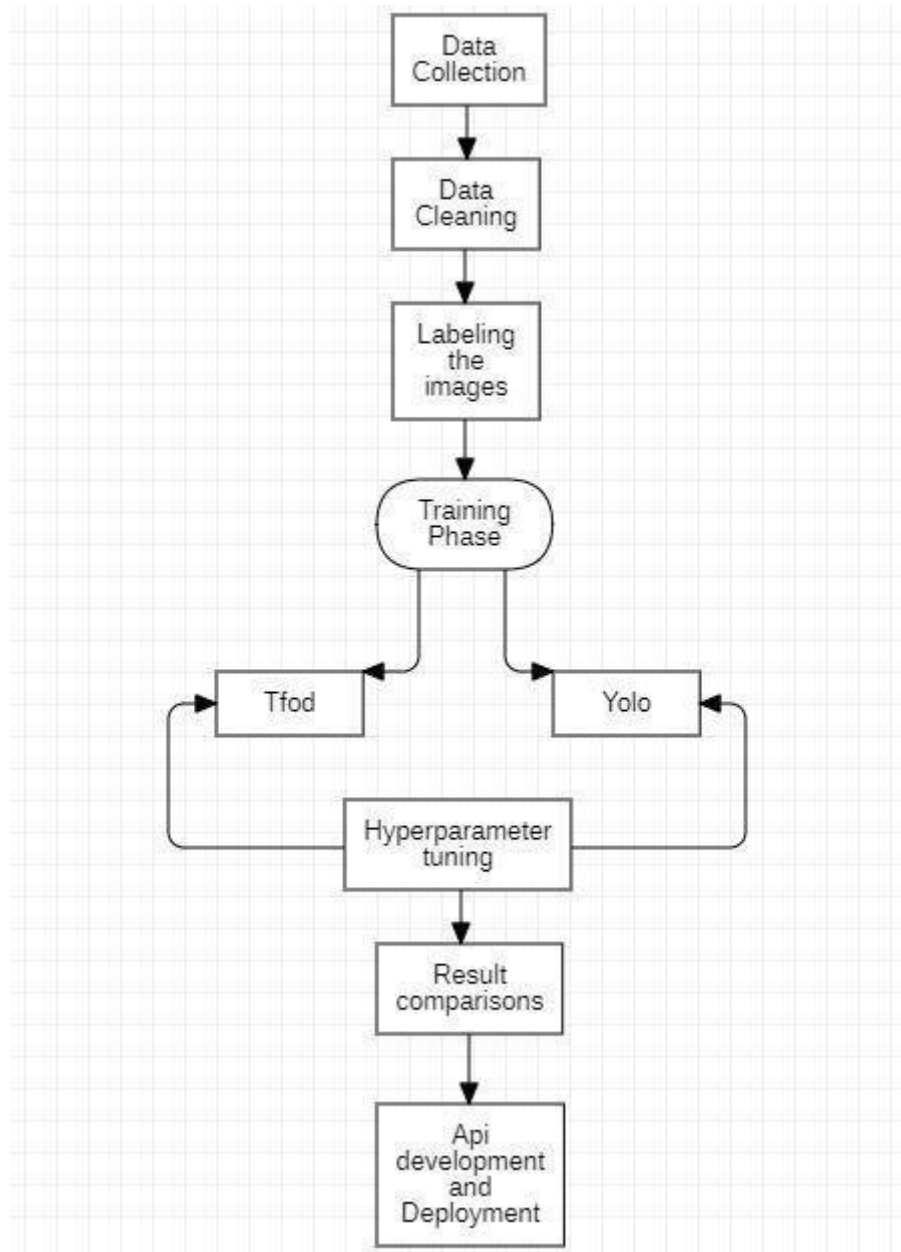 Data
Collection
Data
Cleaning
Labeling
the
images
Training
Phase
Tfod
Yolo
Hyperparameter
tuning
Result
comparisons
Api
development
and
Deployment